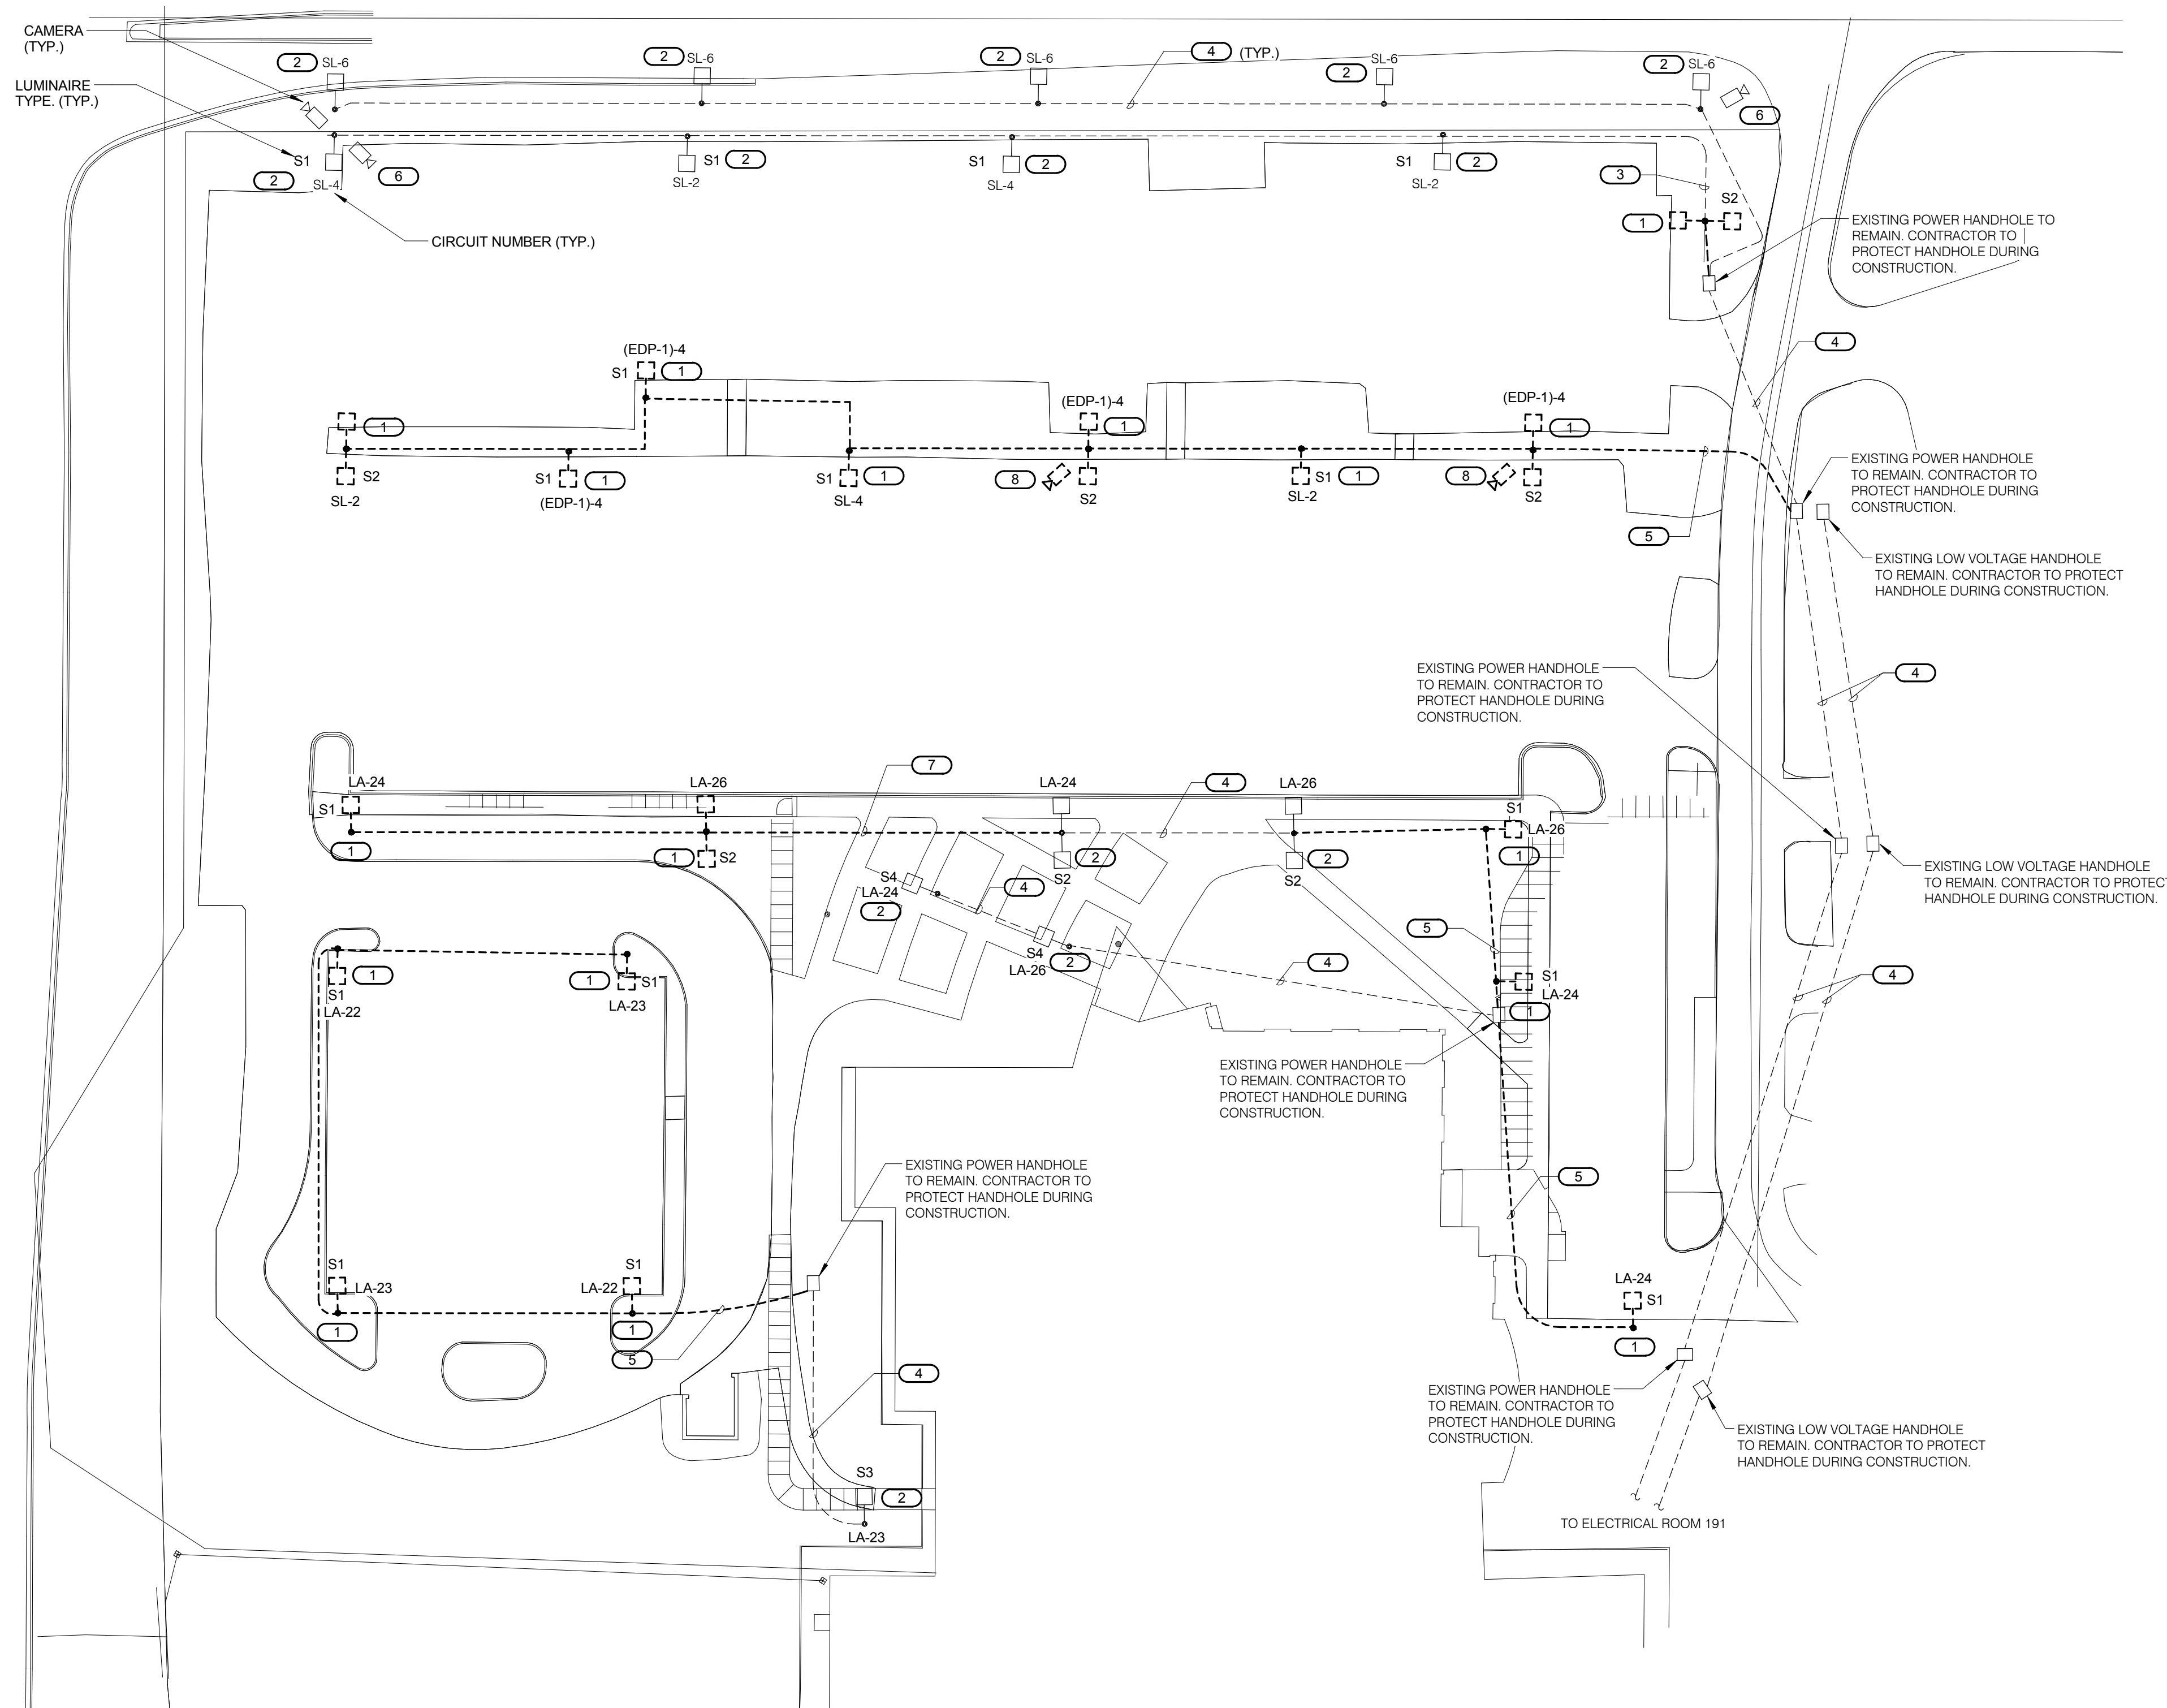 CAMERA
(TYP.)
LUMINAIRE
TYPE. (TYP.)
2 SL-6
2 SL-6
2 SL-6
2 SL-6
2 SL-6
4 (TYP.)
6
S1
2
SL-4
6
S1 2
SL-2
S1
2
SL-4
S1
2
SL-2
3
S2
1
CIRCUIT NUMBER (TYP.)
EXISTING POWER HANDHOLE TO
REMAIN. CONTRACTOR TO
PROTECT HANDHOLE DURING
CONSTRUCTION.
4
(EDP-1)-4
S1 1
(EDP-1)-4
1
(EDP-1)-4
1
1
S2
SL-2
S1 1
(EDP-1)-4
S1 1
SL-4
8
S2
S1 1
SL-2
8
S2
5
EXISTING POWER HANDHOLE
TO REMAIN. CONTRACTOR TO
PROTECT HANDHOLE DURING
CONSTRUCTION.
EXISTING LOW VOLTAGE HANDHOLE
TO REMAIN. CONTRACTOR TO PROTECT
HANDHOLE DURING CONSTRUCTION.
EXISTING POWER HANDHOLE
TO REMAIN. CONTRACTOR TO
PROTECT HANDHOLE DURING
CONSTRUCTION.
4
7
LA-24
S1
1
LA-26
1 S2
LA-24
2
S2
4
LA-26
2
S2
S1
LA-26
1
EXISTING LOW VOLTAGE HANDHOLE
TO REMAIN. CONTRACTOR TO PROTEC
HANDHOLE DURING CONSTRUCTION.
S4
LA-24
2
4
S4
2
LA-26
5
4
S1
LA-24
1
4
1
S1
LA-22
1 S1
LA-23
EXISTING POWER HANDHOLE
TO REMAIN. CONTRACTOR TO
PROTECT HANDHOLE DURING
CONSTRUCTION.
EXISTING POWER HANDHOLE
TO REMAIN. CONTRACTOR TO
PROTECT HANDHOLE DURING
CONSTRUCTION.
5
S1
LA-23
1
S1
LA-22
1
5
LA-24
S1
1
4
EXISTING POWER HANDHOLE
TO REMAIN. CONTRACTOR TO
PROTECT HANDHOLE DURING
CONSTRUCTION.
EXISTING LOW VOLTAGE HANDHOLE
TO REMAIN. CONTRACTOR TO PROTECT
HANDHOLE DURING CONSTRUCTION.
S3
2
LA-23
TO ELECTRICAL ROOM 191